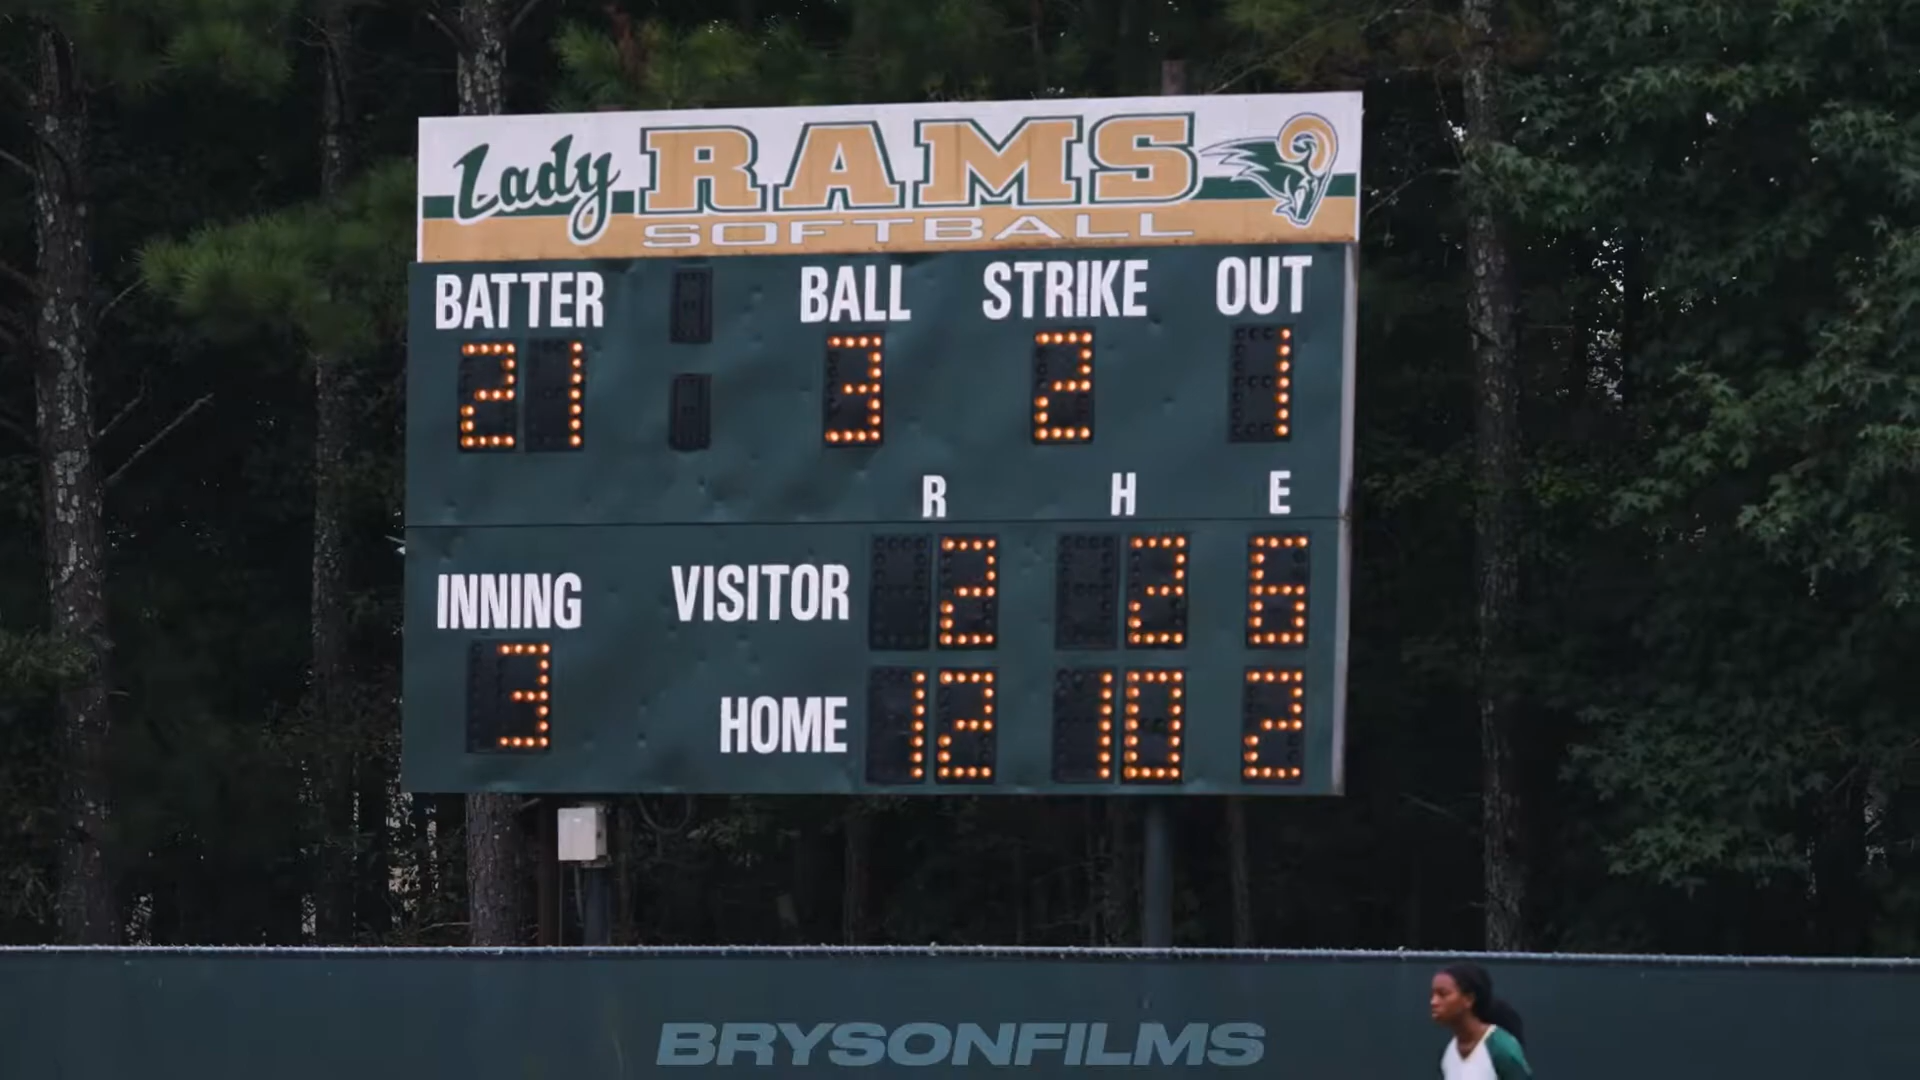 Lady RAMS
SOFTBALL
BATTER BALL STRIKE OUT
21 3 2 1
R H E
INNING VISITOR 2 2 6
3 HOME 12 10 2
BRYSONFILMS